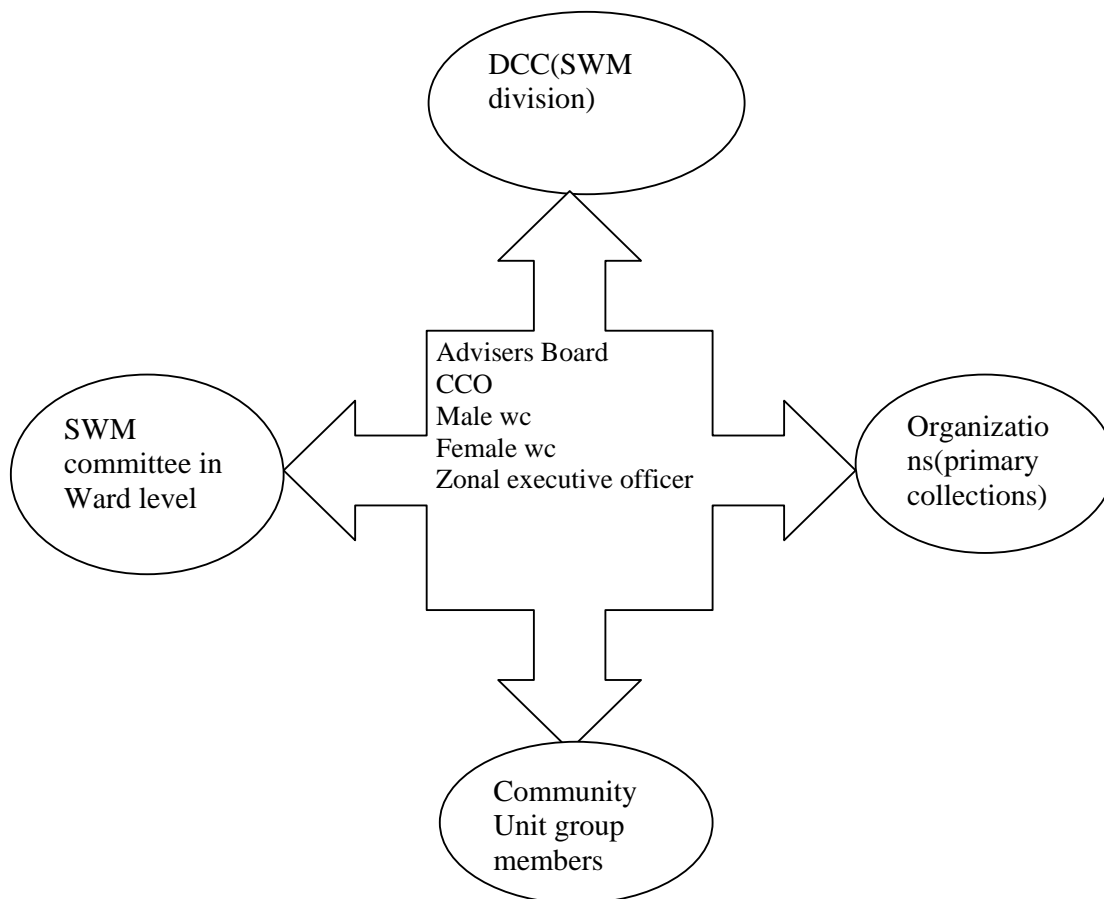 DCC(SWM
division)
Advisers Board
CCO
Male wc
Female wc
Zonal executive officer
SWM
committee in
Ward level
Organizatio
ns(primary
collections)
Community
Unit group
members